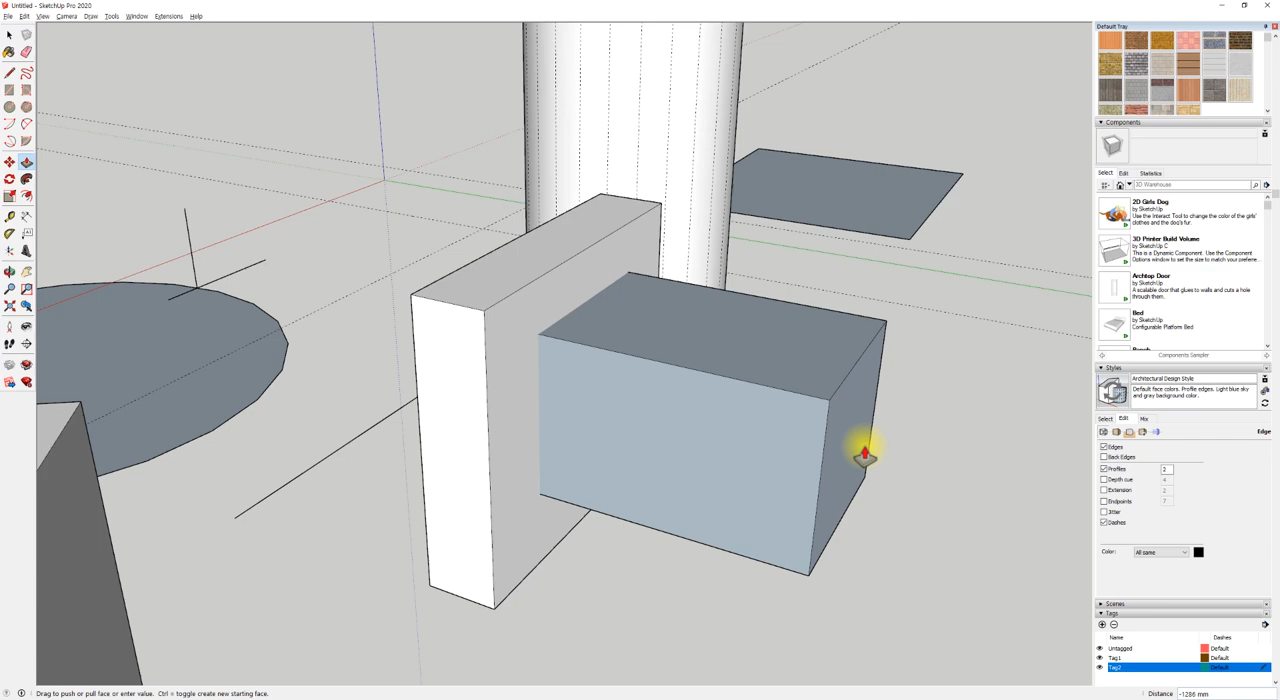 Untitled - SketchUp Pro 2020
File Edit View Camera Draw Tools Window Extensions Help
Default Tray
Components
Select Edit Statistics
3D Warehouse
2D Girls Dog
by SketchUp
Use the Interact Tool to change the color of the girls'
clothes and the dog's fur.
3D Printer Build Volume
by SketchUp C
This is a Dynamic Component. Use the Component
Options window to set the size to match your preferre...
Archtop Door
A scalable door that glues to walls and cuts a hole
through them.
Bed
by SketchUp
Configurable Platform Bed
Components Sampler
Styles
Architectural Design Style
Default face colors. Profile edges. Light blue sky
and gray background color.
Select Edit Mix
Edge
Edges
Back Edges
Profiles 2
Depth cue 4
Extension 2
Endpoints 7
Jitter
Dashes
Color: All same
Scenes
Tags
Name Dashes
Untagged Default
Tag1 Default
Tag2 Default
Drag to push or pull face or enter value. Ctrl = toggle create new starting face.
Distance -1286 mm